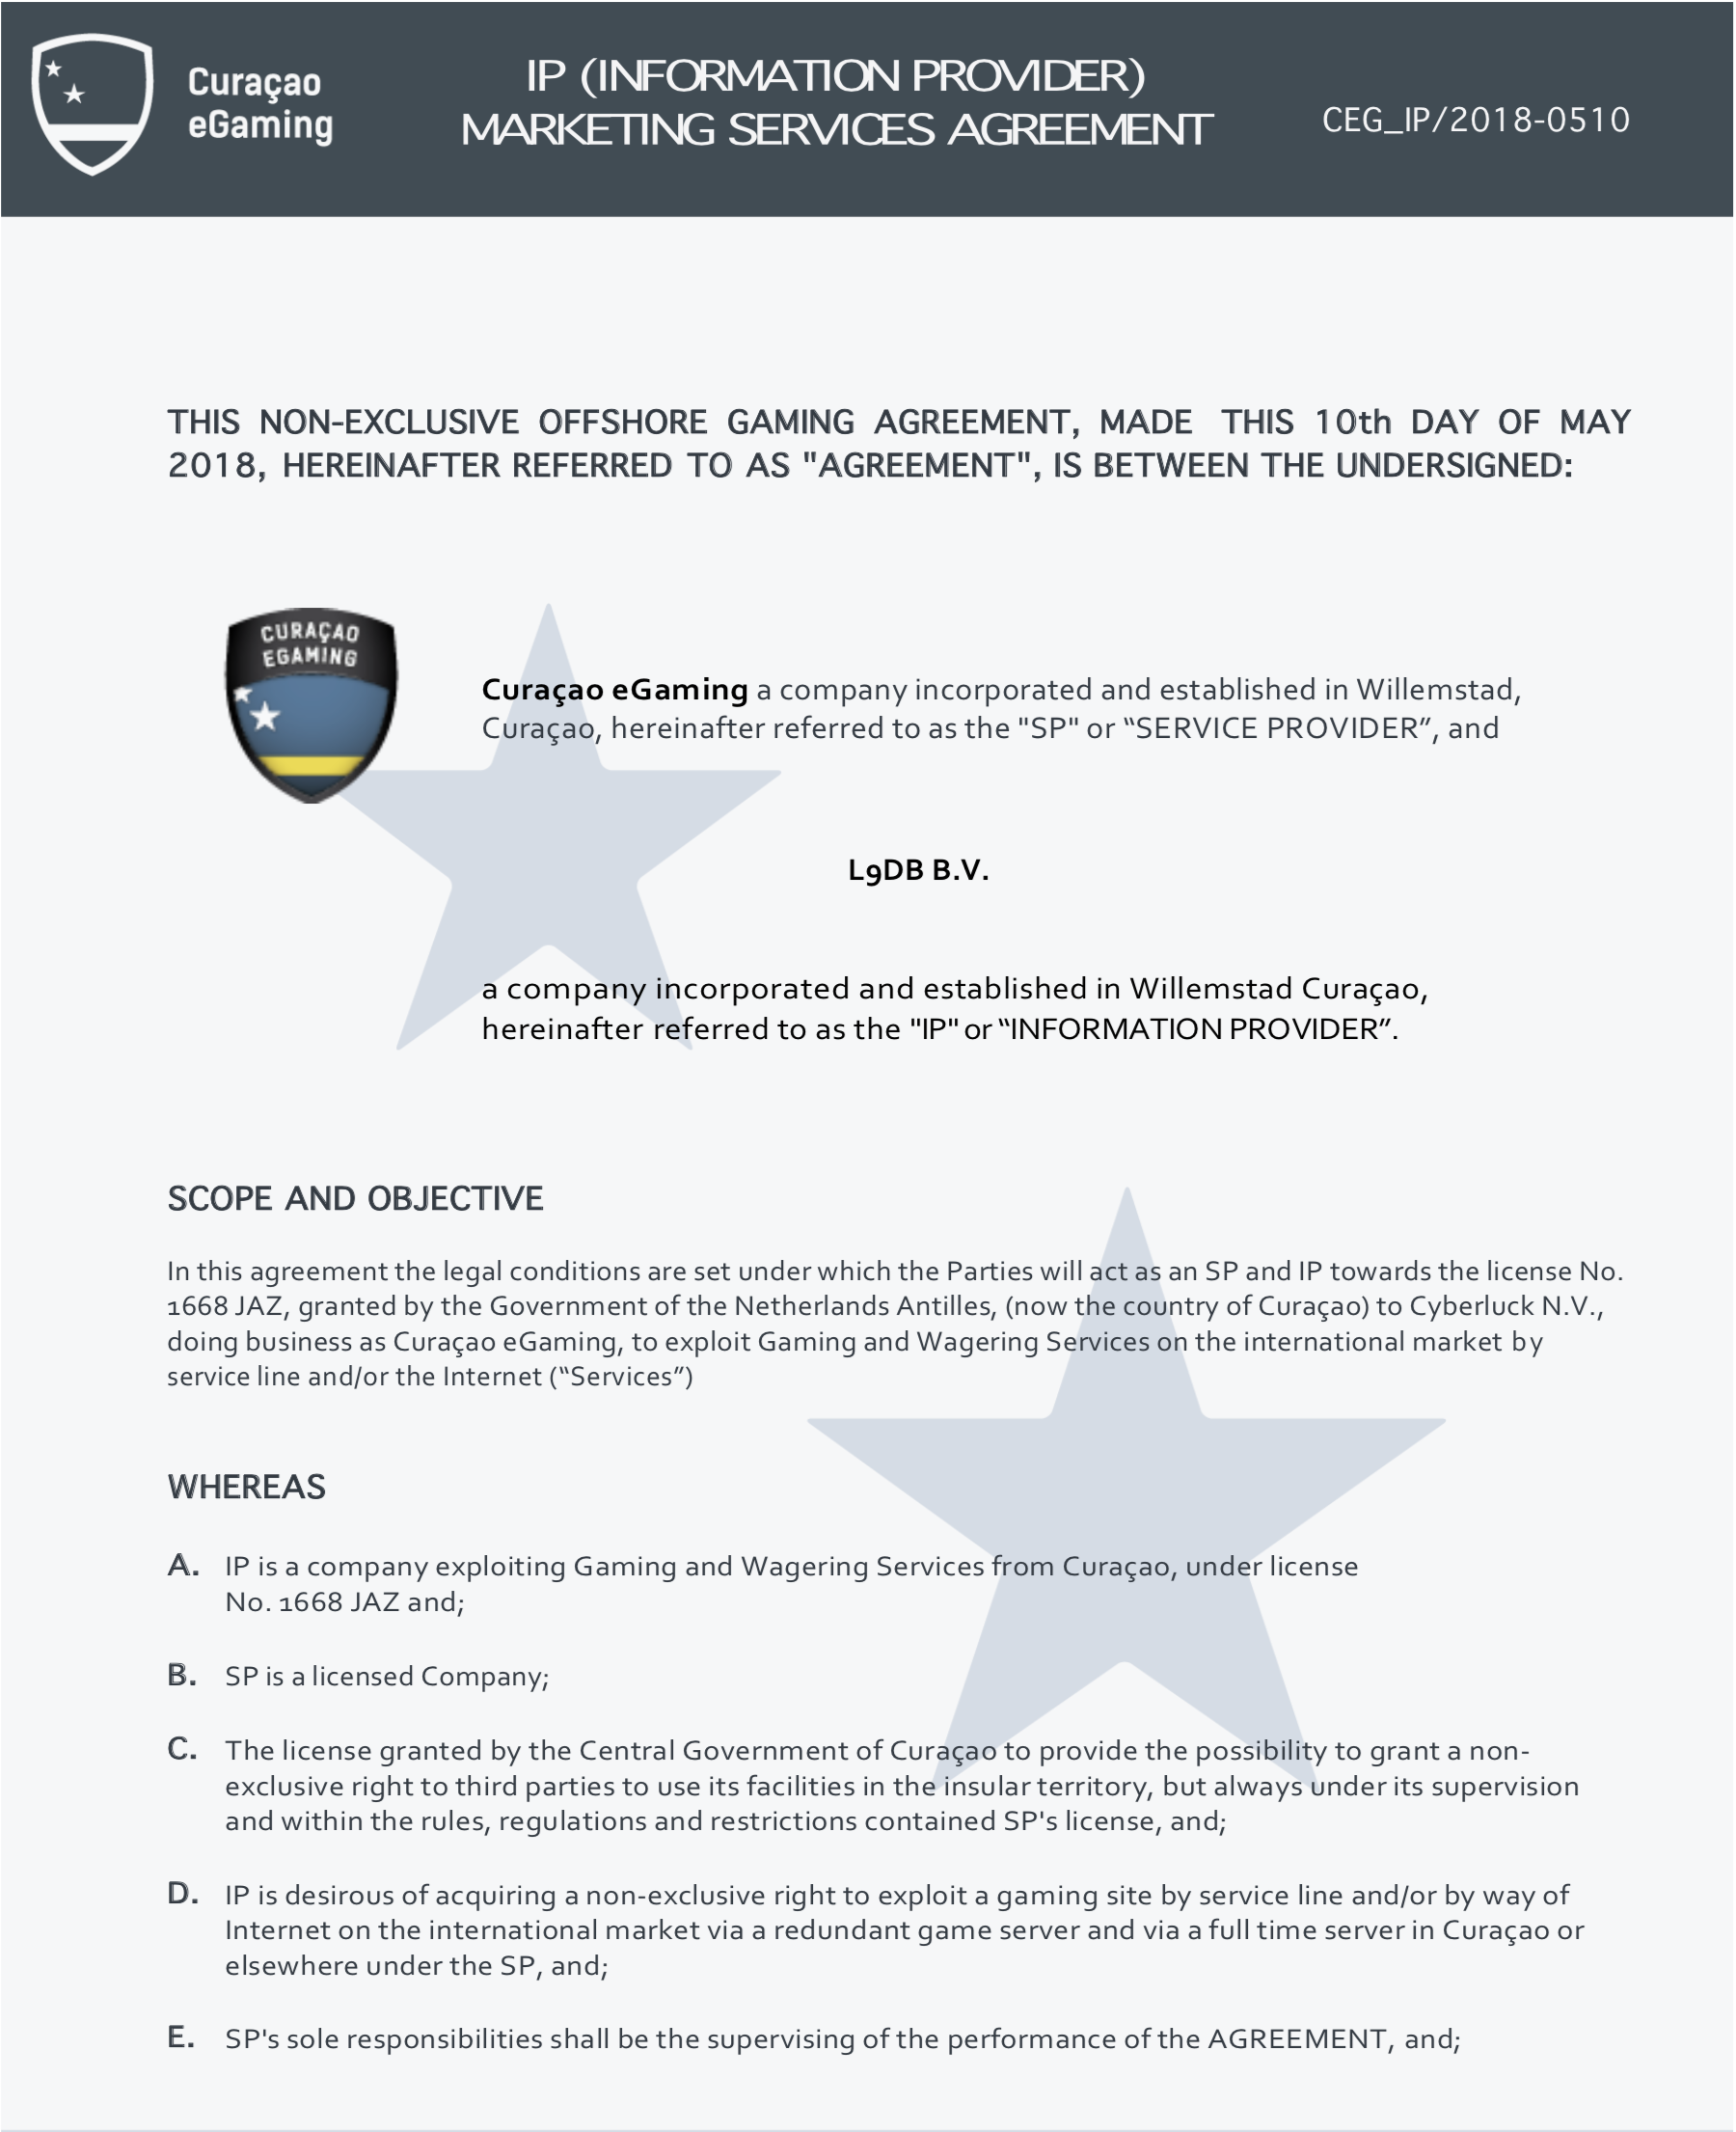 Curaçao
eGaming
IP (INFORMATION PROVIDER)
MARKETING SERVICES AGREEMENT
CEG_IP/2018-0510
THIS NON-EXCLUSIVE OFFSHORE GAMING AGREEMENT, MADE THIS 10th DAY OF MAY
2018, HEREINAFTER REFERRED TO AS "AGREEMENT", IS BETWEEN THE UNDERSIGNED:
CURAÇAO
EGAMING
Curaçao eGaming a company incorporated and established in Willemstad,
Curaçao, hereinafter referred to as the "SP" or “SERVICE PROVIDER”, and
L9DB B.V.
a company incorporated and established in Willemstad Curaçao,
hereinafter referred to as the "IP" or “INFORMATION PROVIDER”.
SCOPE AND OBJECTIVE
In this agreement the legal conditions are set under which the Parties will act as an SP and IP towards the license No.
1668 JAZ, granted by the Government of the Netherlands Antilles, (now the country of Curaçao) to Cyberluck N.V.,
doing business as Curaçao eGaming, to exploit Gaming and Wagering Services on the international market by
service line and/or the Internet (“Services”)
WHEREAS
A. IP is a company exploiting Gaming and Wagering Services from Curaçao, under license
No. 1668 JAZ and;
B. SP is a licensed Company;
C. The license granted by the Central Government of Curaçao to provide the possibility to grant a non-
exclusive right to third parties to use its facilities in the insular territory, but always under its supervision
and within the rules, regulations and restrictions contained SP's license, and;
D. IP is desirous of acquiring a non-exclusive right to exploit a gaming site by service line and/or by way of
Internet on the international market via a redundant game server and via a full time server in Curaçao or
elsewhere under the SP, and;
E. SP's sole responsibilities shall be the supervising of the performance of the AGREEMENT, and;